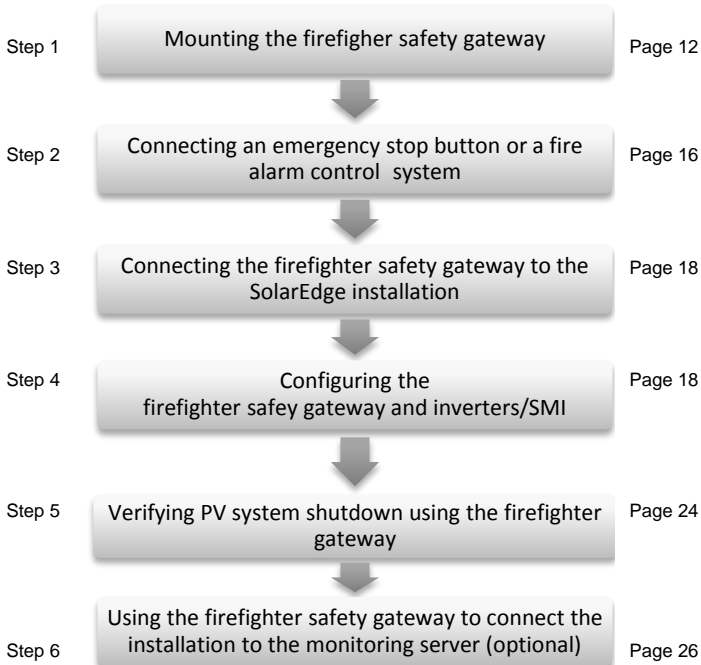 Step 1
Mounting the firefigher safety gateway
Page 12
Step 2
Connecting an emergency stop button or a fire
alarm control system
Page 16
Step 3
Connecting the firefighter safety gateway to the
SolarEdge installation
Page 18
Step 4
Configuring the
firefighter safey gateway and inverters/SMI
Page 18
Step 5
Verifying PV system shutdown using the firefighter
gateway
Page 24
Step 6
Using the firefighter safety gateway to connect the
installation to the monitoring server (optional)
Page 26